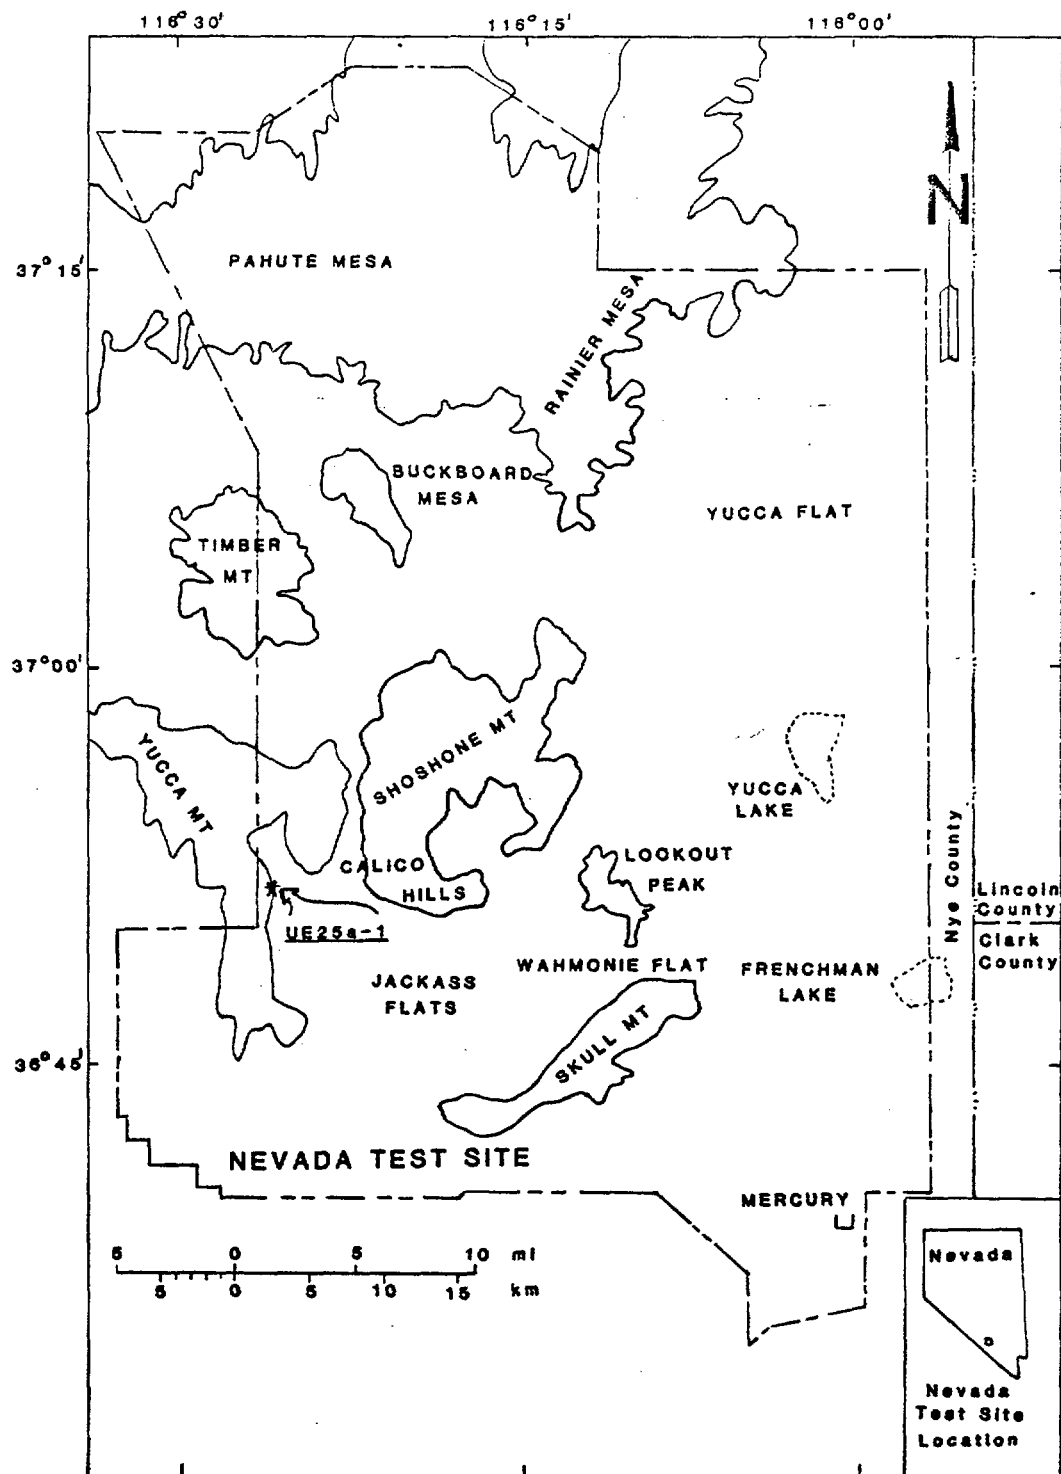 116° 30' 116° 15' 116° 00'
N
PAHUTE MESA
37° 15'
RAINIER MESA
BUCKBOARD
MESA
YUCCA FLAT
TIMBER
MT
37° 00'
SHOSHONE MT
YUCCA MT
YUCCA
LAKE
CALICO
HILLS
LOOKOUT
PEAK
Nye County
Lincoln
County
Clark
County
UE25a-1
WAHMONIE FLAT
FRENCHMAN
LAKE
JACKASS
FLATS
SKULL MT
36° 45'
NEVADA TEST SITE
MERCURY
5 0 5 10 mi
5 0 5 10 15 km
Nevada
Nevada
Test Site
Location